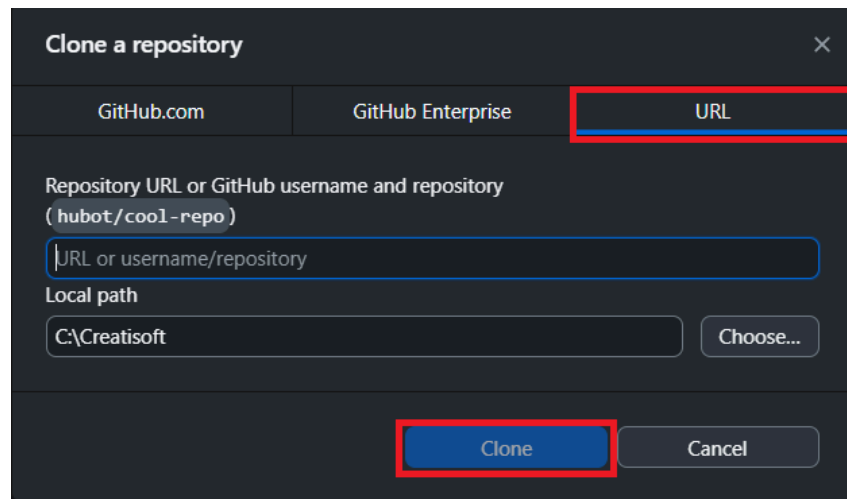 Clone a repository
GitHub.com
GitHub Enterprise
URL
Repository URL or GitHub username and repository
(hubot/cool-repo)
URL or username/repository
Local path
C:\Creatisoft
Choose...
Clone
Cancel